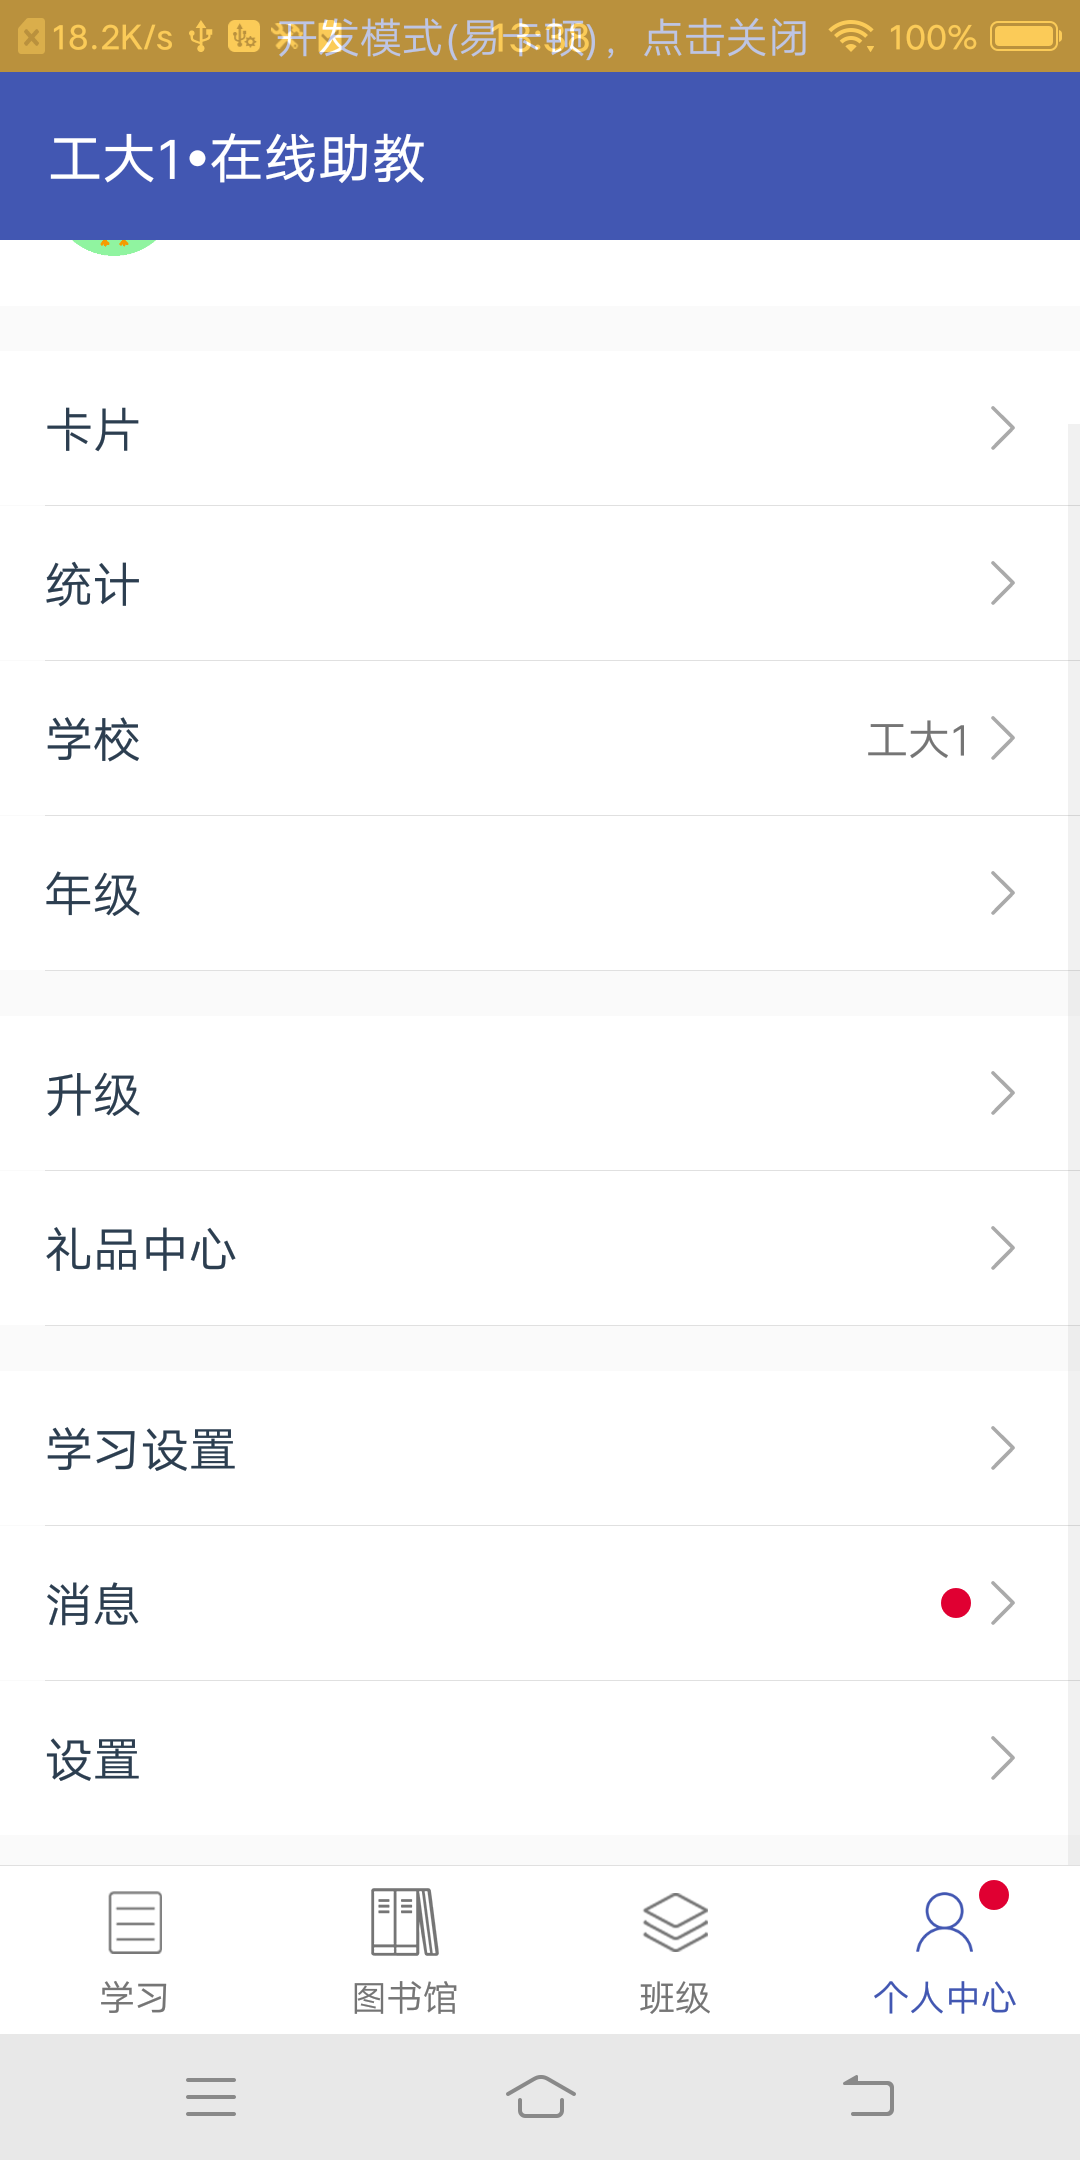 18.2K/s 开发模式(易卡顿)，点击关闭 100%
工大1•在线助教
卡片
统计
学校 工大1
年级
升级
礼品中心
学习设置
消息
设置
学习 图书馆 班级 个人中心